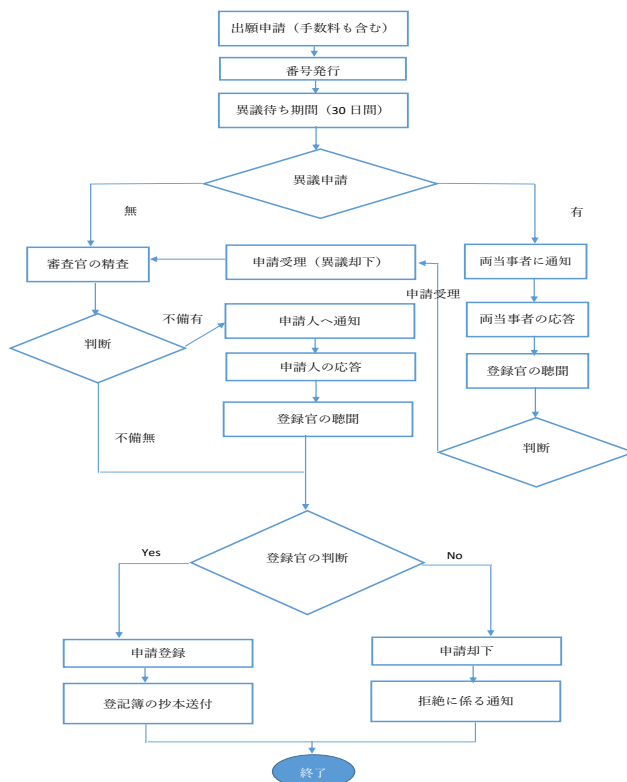 出願申請（手数料も含む）
番号発行
異議待ち期間（30 日間）
異議申請
無
有
審査官の精査
申請受理（異議却下）
両当事者に通知
申請受理
不備有
申請人へ通知
両当事者の応答
判断
申請人の応答
登録官の聴聞
登録官の聴聞
不備無
判断
Yes
登録官の判断
No
申請登録
申請却下
登記簿の抄本送付
拒絶に係る通知
終了